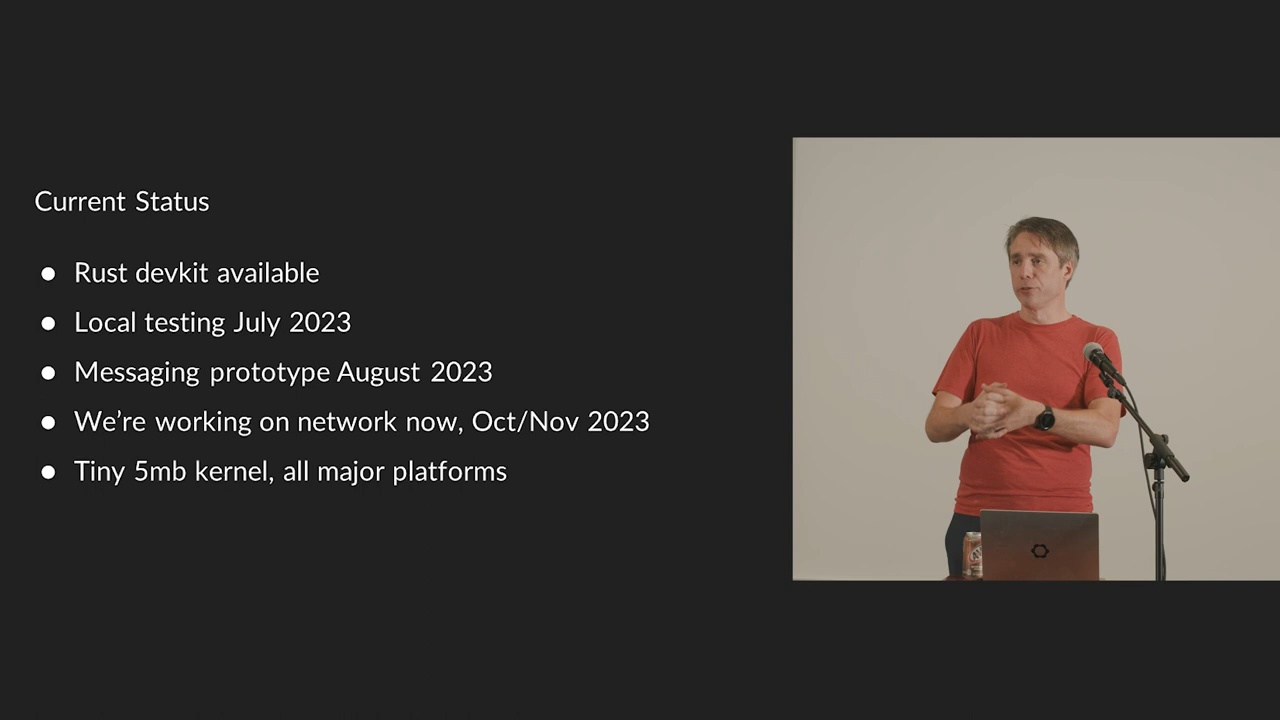 Current Status
● Rust devkit available
● Local testing July 2023
● Messaging prototype August 2023
● We’re working on network now, Oct/Nov 2023
● Tiny 5mb kernel, all major platforms